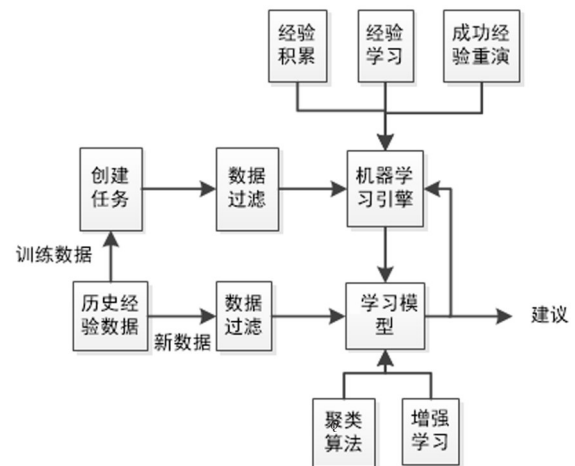 经验
积累
经验
学习
成功经
验重演
创建
任务
数据
过滤
机器学
习引擎
训练数据
历史经
验数据
新数据
数据
过滤
学习模
型
建议
聚类
算法
增强
学习